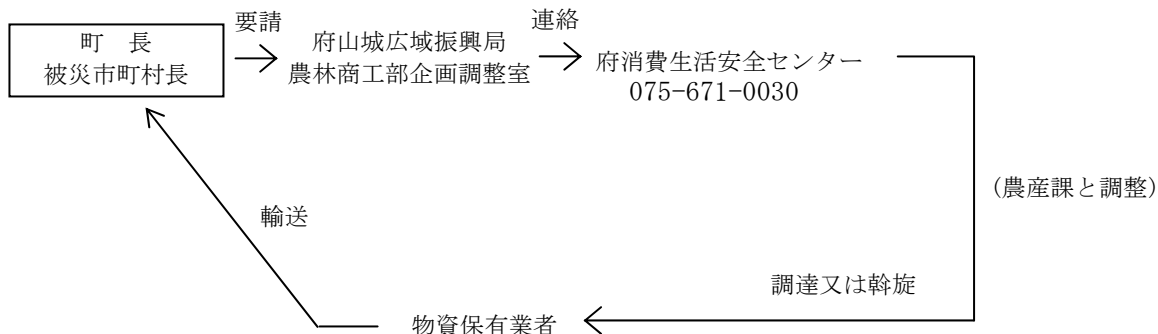 要請
町　長
被災市町村長
府山城広域振興局
農林商工部企画調整室
連絡
府消費生活安全センター
075-671-0030
(農産課と調整)
輸送
調達又は斡旋
物資保有業者